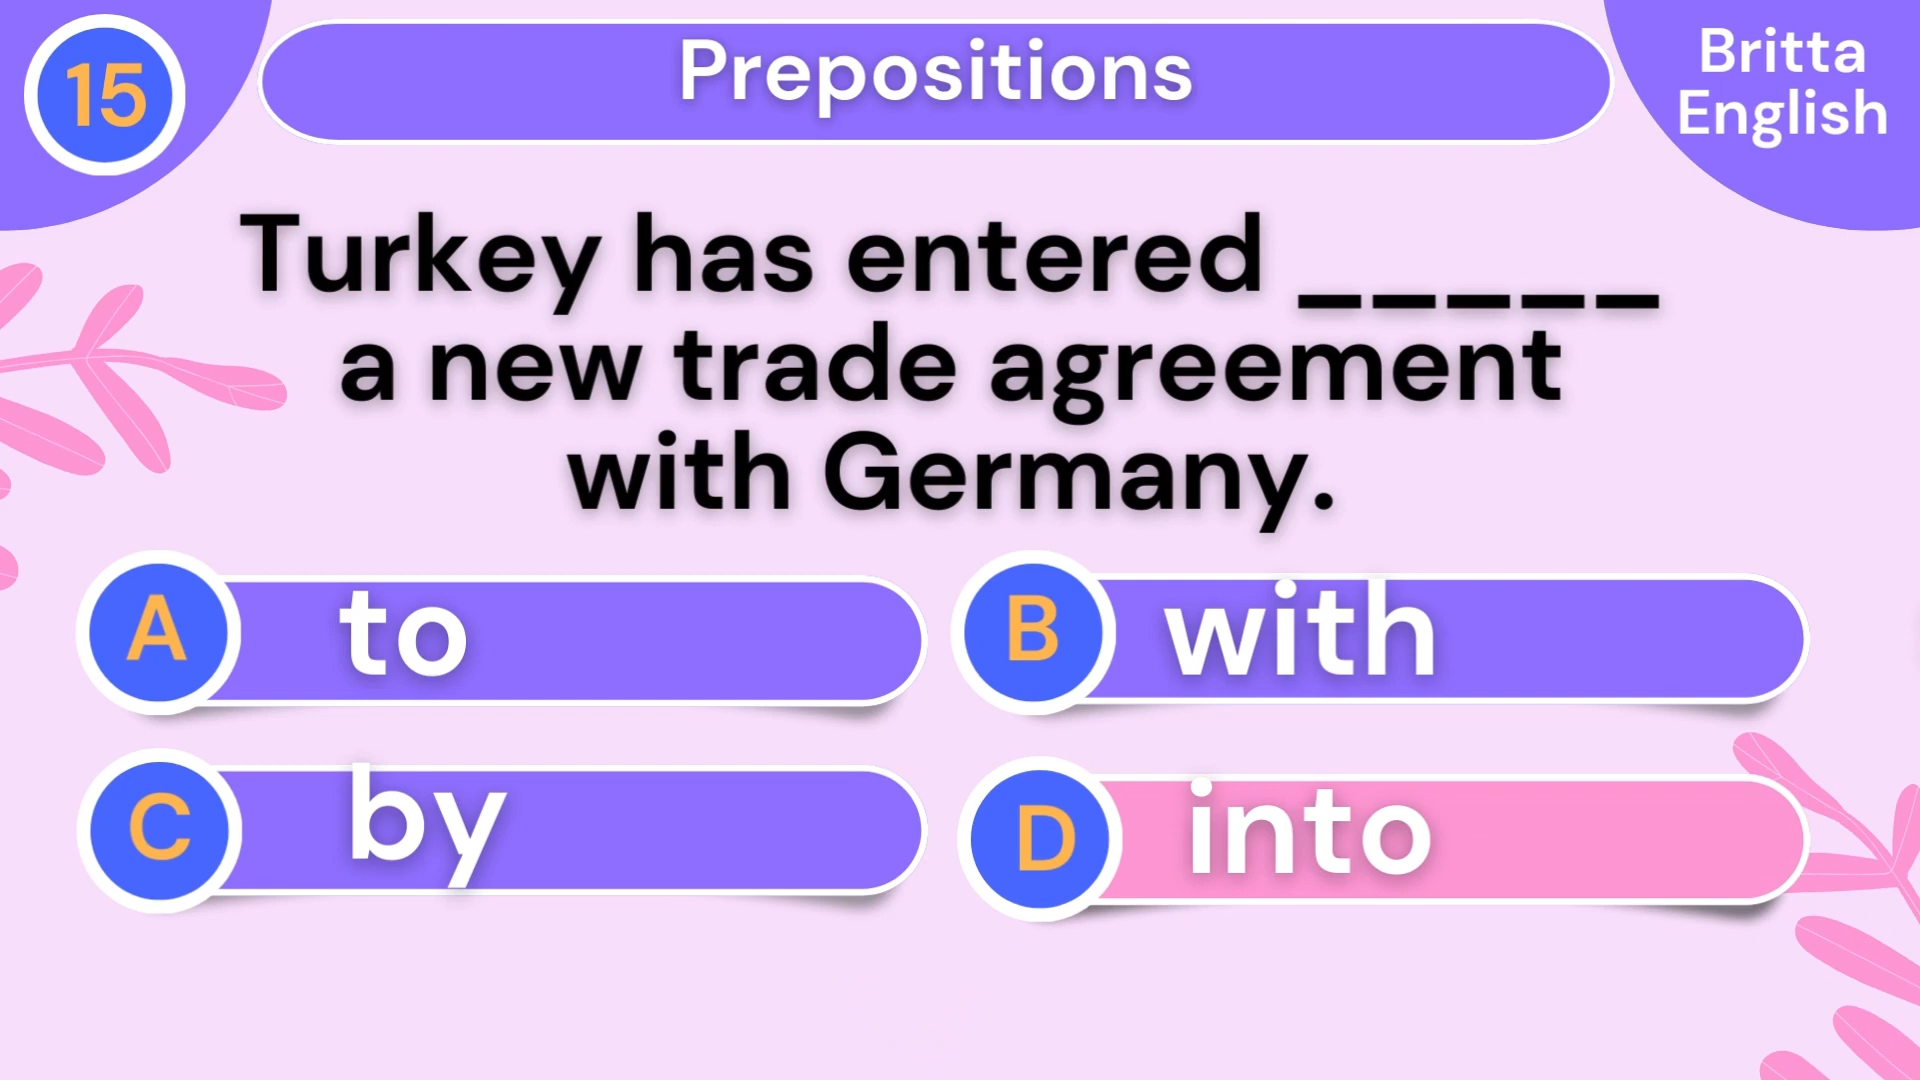 15
Prepositions
Britta
English
Turkey has entered _____
a new trade agreement
with Germany.
A to
B with
C by
D into